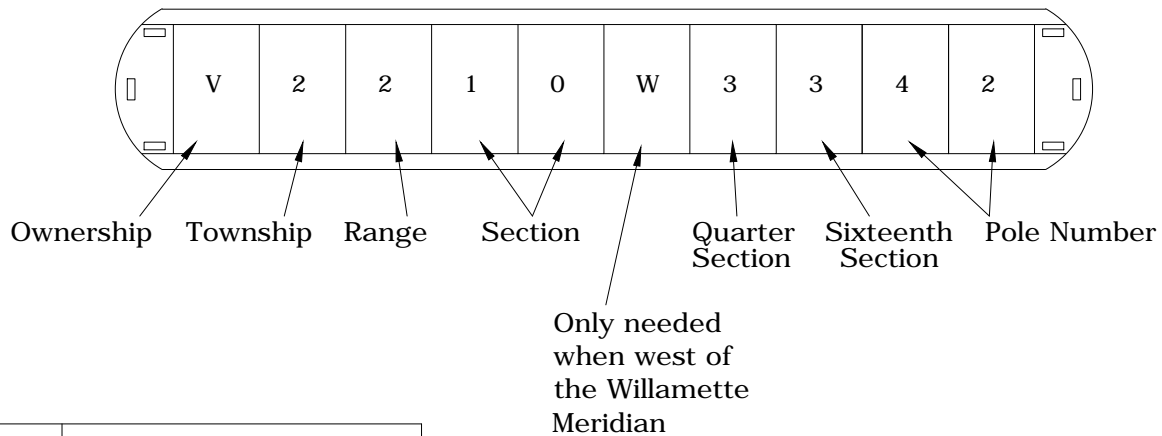 V 2 2 1 0 W 3 3 4 2
Ownership Township Range Section Quarter Section Sixteenth Section Pole Number
Only needed
when west of
the Willamette
Meridian